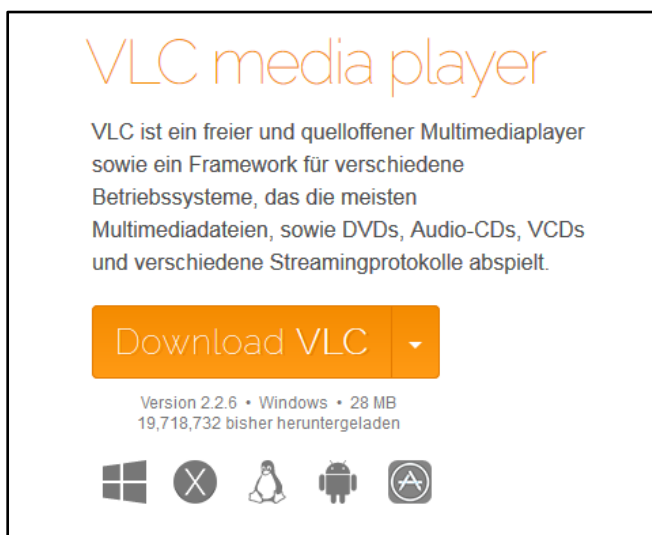 VLC media player
VLC ist ein freier und quelloffener Multimediaplayer
sowie ein Framework für verschiedene
Betriebssysteme, das die meisten
Multimediadateien, sowie DVDs, Audio-CDs, VCDs
und verschiedene Streamingprotokolle abspielt.
Download VLC
Version 2.2.6 • Windows • 28 MB
19,718,732 bisher heruntergeladen